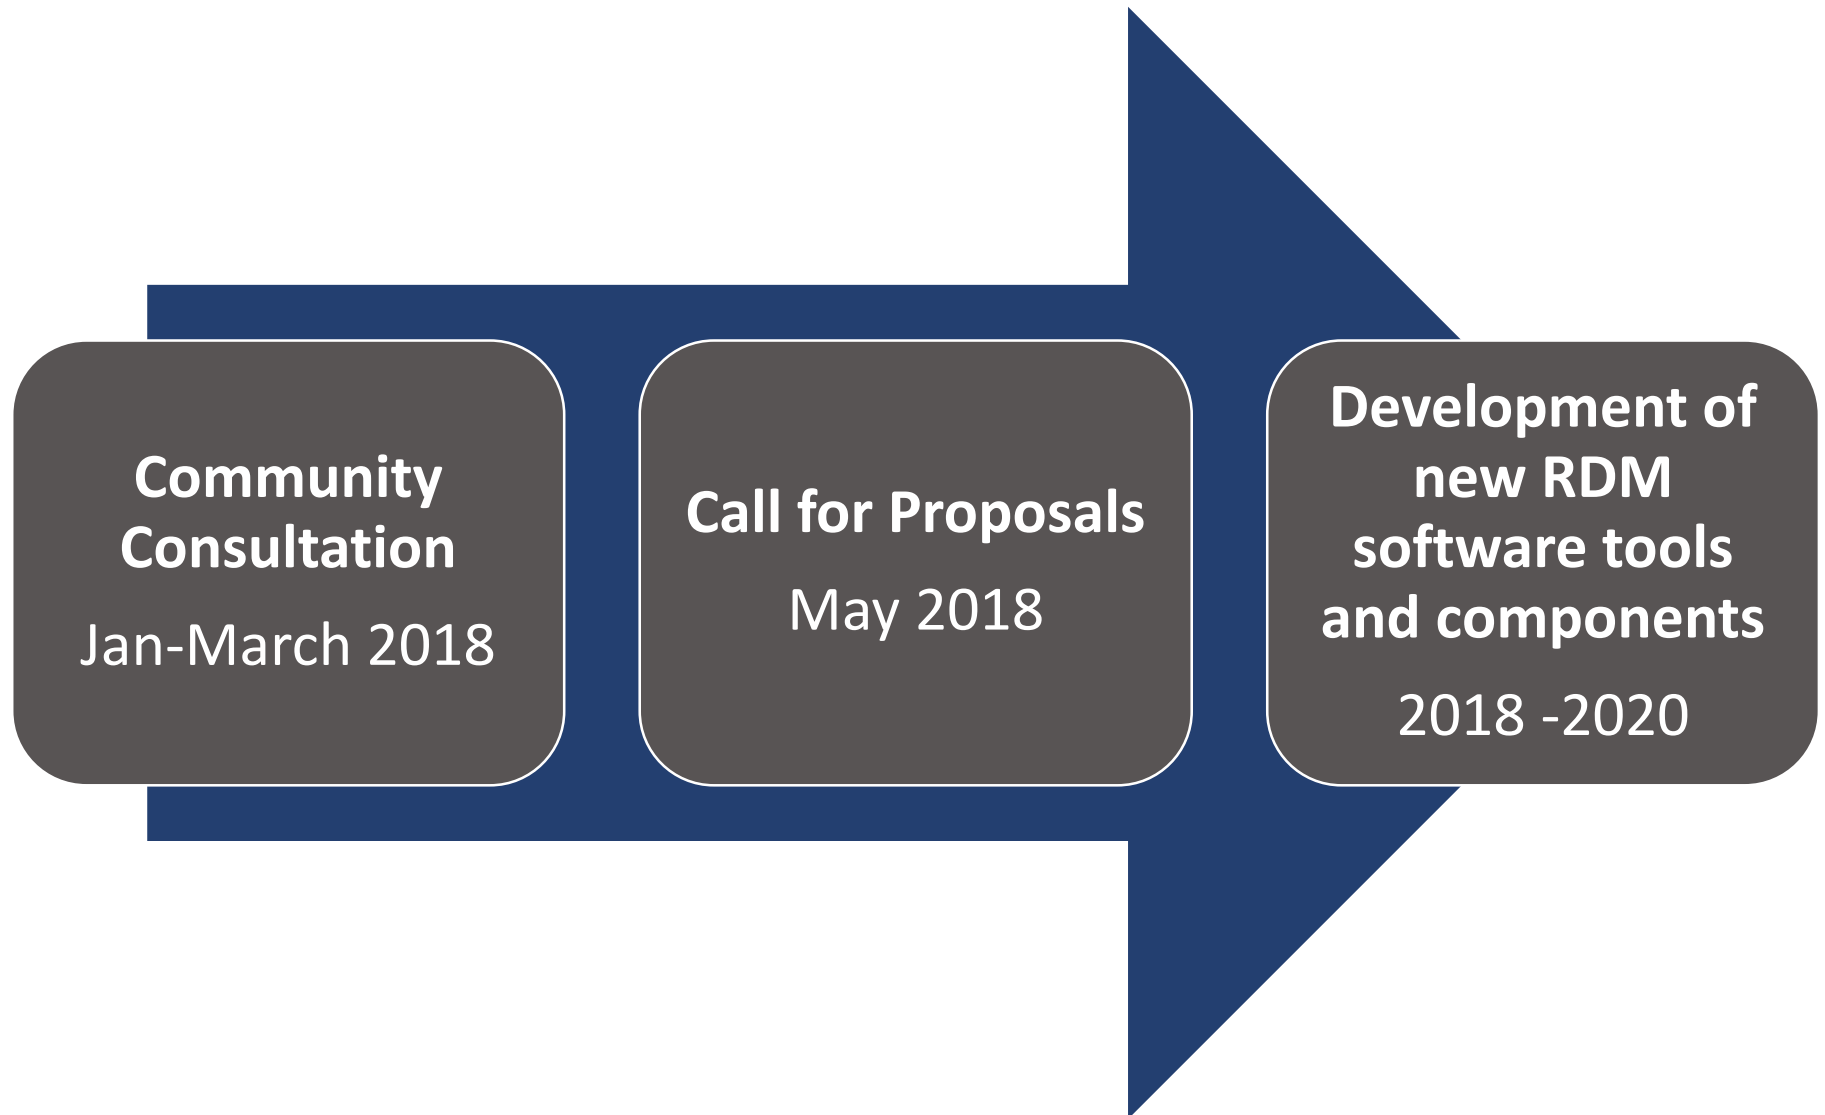 Community
Consultation
Jan-March 2018
Call for Proposals
May 2018
Development of
new RDM
software tools
and components
2018 -2020